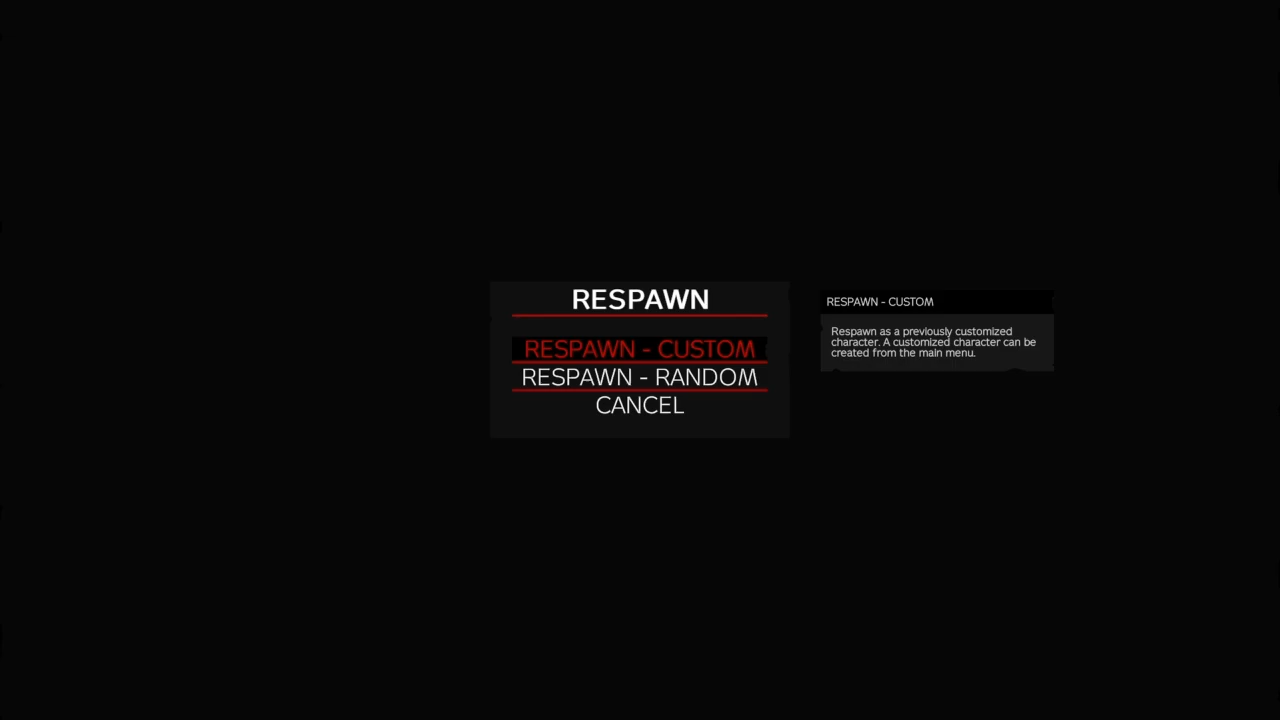 RESPAWN
RESPAWN - CUSTOM
RESPAWN - RANDOM
CANCEL
RESPAWN - CUSTOM
Respawn as a previously customized
character. A customized character can be
created from the main menu.